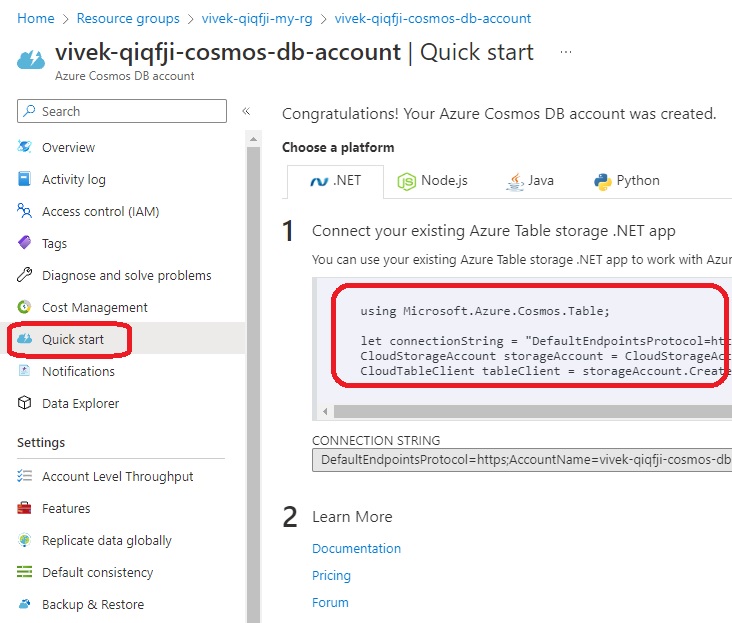 Home > Resource groups > vivek-qiqfji-my-rg > vivek-qiqfji-cosmos-db-account
vivek-qiqfji-cosmos-db-account | Quick start ...
Azure Cosmos DB account
Search «
Overview
Activity log
Access control (IAM)
Tags
Diagnose and solve problems
Cost Management
Quick start
Notifications
Data Explorer
Settings
Account Level Throughput
Features
Replicate data globally
Default consistency
Backup & Restore
Congratulations! Your Azure Cosmos DB account was created.
Choose a platform
.NET Node.js Java Python
1 Connect your existing Azure Table storage .NET app
You can use your existing Azure Table storage .NET app to work with Azur
using Microsoft.Azure.Cosmos.Table;
let connectionString = "DefaultEndpointsProtocol=htt
CloudStorageAccount storageAccount = CloudStorageAcc
CloudTableClient tableClient = storageAccount.Create
CONNECTION STRING
DefaultEndpointsProtocol=https;AccountName=vivek-qiqfji-cosmos-db
2 Learn More
Documentation
Pricing
Forum